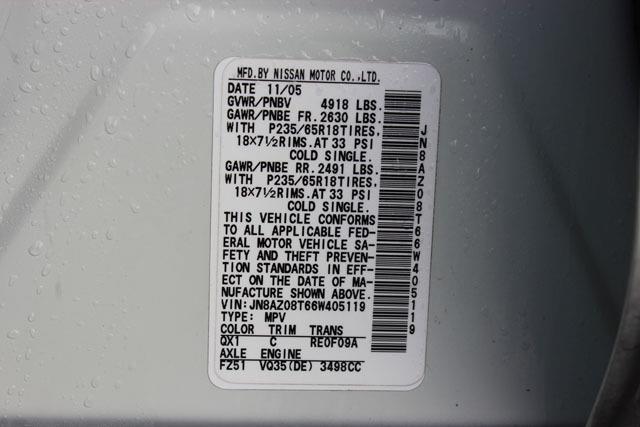 MFD.BY NISSAN MOTOR CO.,LTD.
DATE 11/05
GVWR/PNBV 4918 LBS.
GAWR/PNBE FR.2630 LBS.
WITH P235/65R18TIRES,
18X7½RIMS.AT 33 PSI
COLD SINGLE.
GAWR/PNBE RR.2491 LBS.
WITH P235/65R18TIRES,
18X7½RIMS.AT 33 PSI
COLD SINGLE.
THIS VEHICLE CONFORMS
TO ALL APPLICABLE FED-
ERAL MOTOR VEHICLE SA-
FETY AND THEFT PREVEN-
TION STANDARDS IN EFF-
ECT ON THE DATE OF MA-
NUFACTURE SHOWN ABOVE.
VIN:JN8AZ08T66W405119
TYPE: MPV
COLOR TRIM TRANS
QX1 C RE0F09A
AXLE ENGINE
FZ51 VQ35(DE) 3498CC
JN8AZ08T66W405119